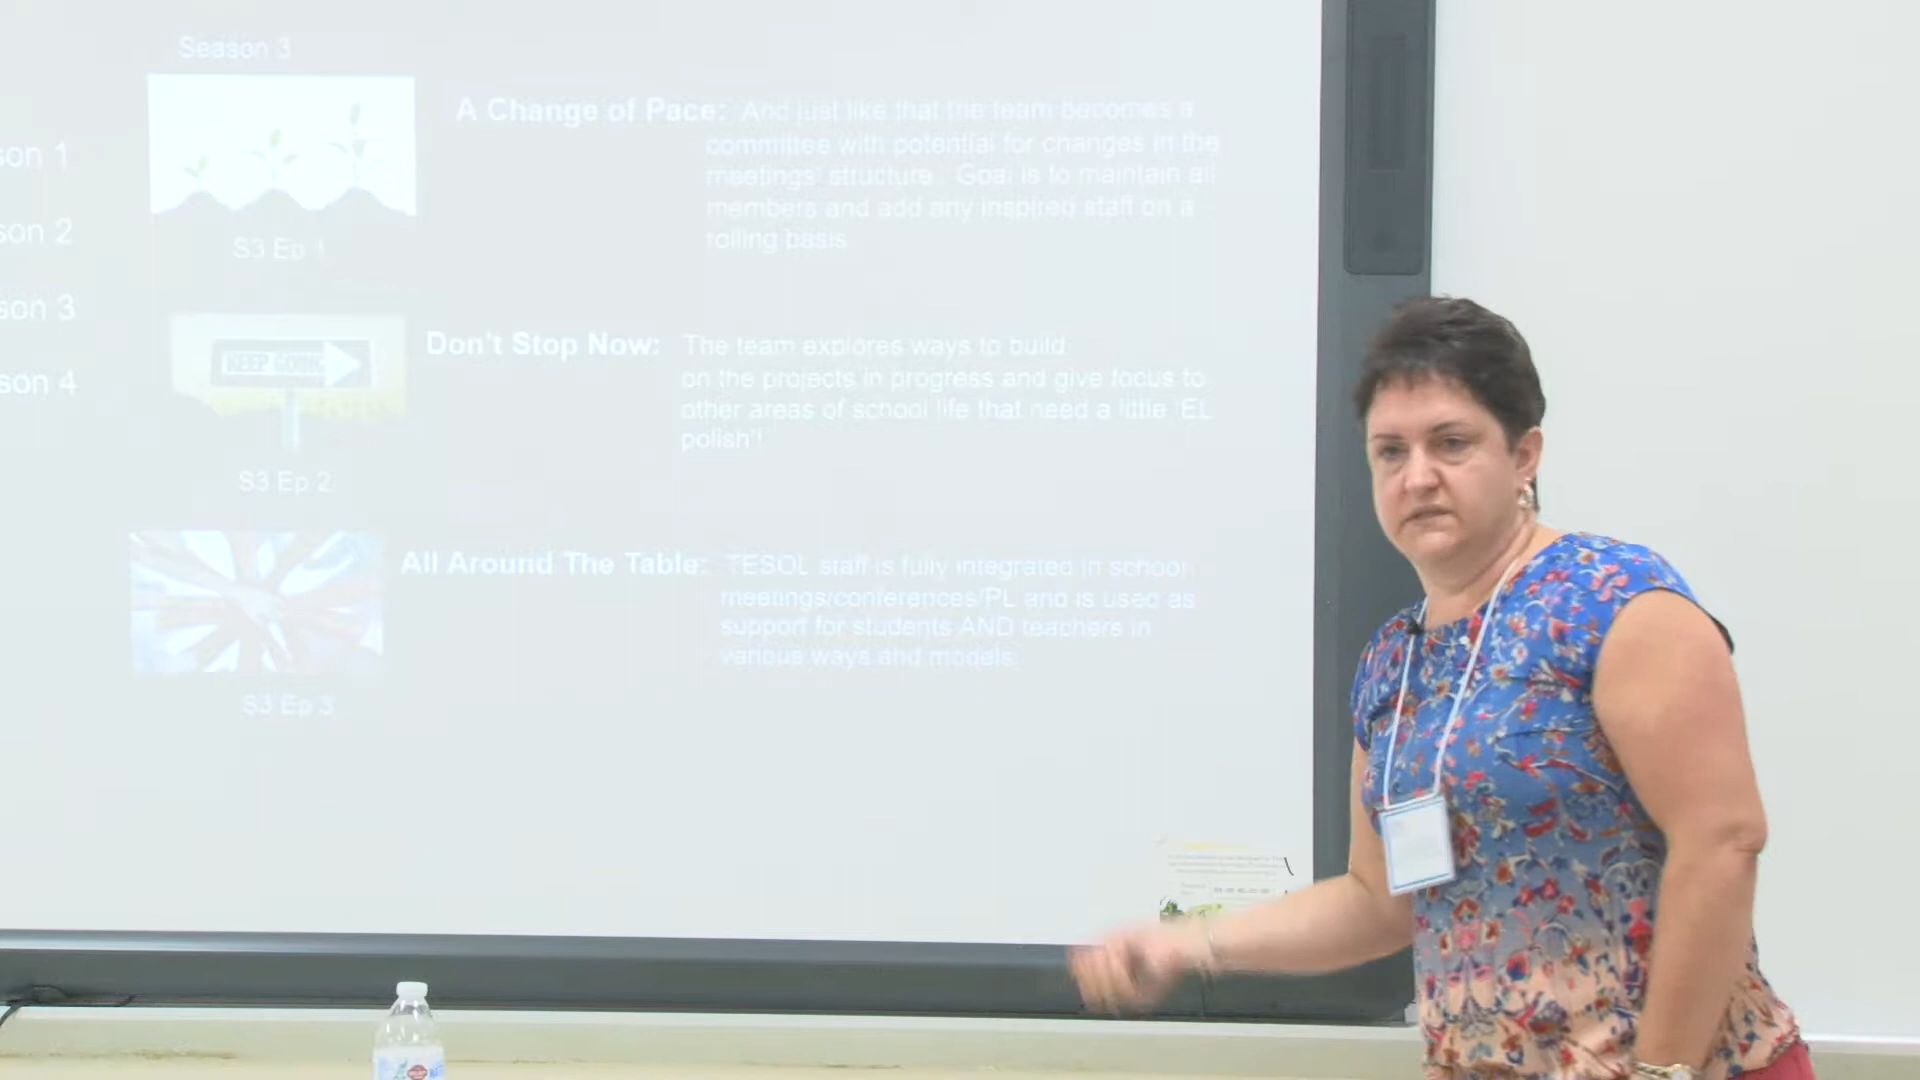 Season 3
son 1
son 2
son 3
son 4
A Change of Pace: And just like that the team becomes a
committee with potential for changes in the
meetings' structure. Goal is to maintain all
members and add any inspired staff on a
rolling basis
S3 Ep 1
KEEP GOING
Don't Stop Now: The team explores ways to build
on the projects in progress and give focus to
other areas of school life that need a little 'EL
polish'!
S3 Ep 2
All Around The Table: TESOL staff is fully integrated in school
meetings/conferences/PL and is used as
support for students AND teachers in
various ways and models.
S3 Ep 3